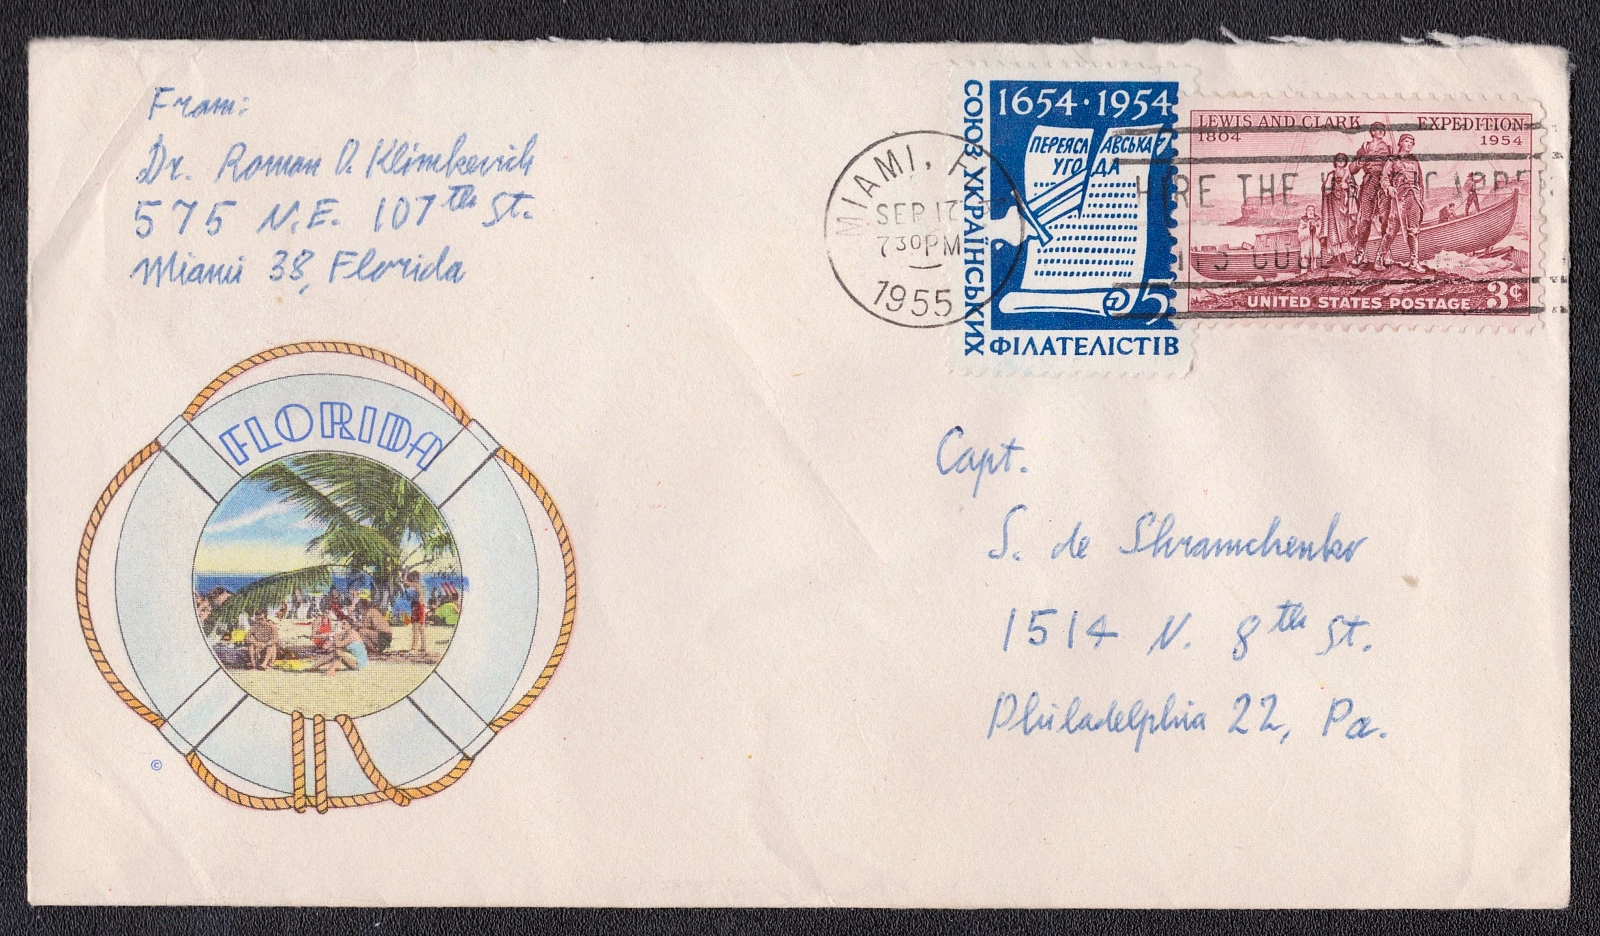 From:
Dr. Roman O. Klimkevich
575 N.E. 107th St.
Miami 38, Florida
FLORIDA
©
MIAMI, F
SEP 17
7 30 PM
1955
СОЮЗ УКРАЇНСЬКИХ
ФІЛАТЕЛІСТІВ
1654 · 1954
ПЕРЕЯСЛАВСЬКА
УГОДА
5
LEWIS AND CLARK EXPEDITION
1804 1954
UNITED STATES POSTAGE 3¢
HIRE THE
Capt.
S. de Shramchenko
1514 N. 8th St.
Philadelphia 22, Pa.